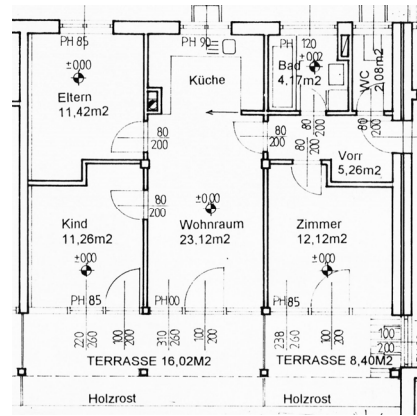 PH 85
PH 90
PH 120
±0,00
±0,02
Bad
4.17m2
WC
2,08m2
Küche
Eltern
11,42m2
80
200
80
200
80
200
80
200
80
200
Vorr
5,26m2
80
200
Kind
11,26m2
±0,00
Wohnraum
23,12m2
Zimmer
12,12m2
±0,00
±0,00
PH 85
PH 00
PH85
220
260
100
200
310
260
100
200
238
260
100
200
100
200
TERRASSE 16,02M2
TERRASSE 8,40M2
Holzrost
Holzrost